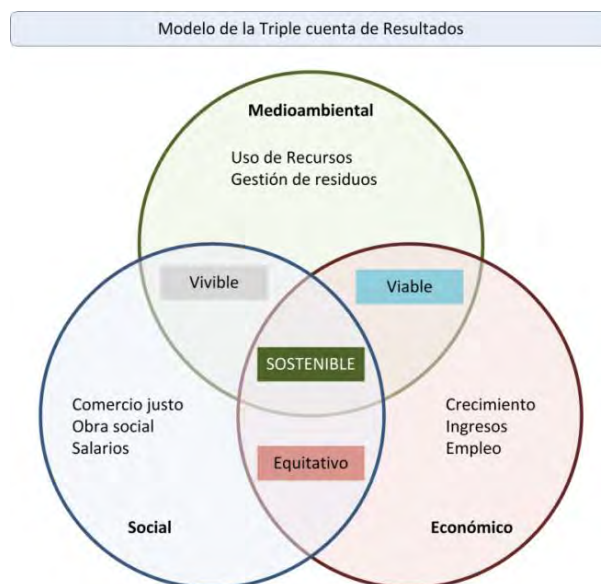 Modelo de la Triple cuenta de Resultados
Medioambiental
Uso de Recursos
Gestión de residuos
Vivible
Viable
SOSTENIBLE
Comercio justo
Obra social
Salarios
Crecimiento
Ingresos
Empleo
Equitativo
Social
Económico